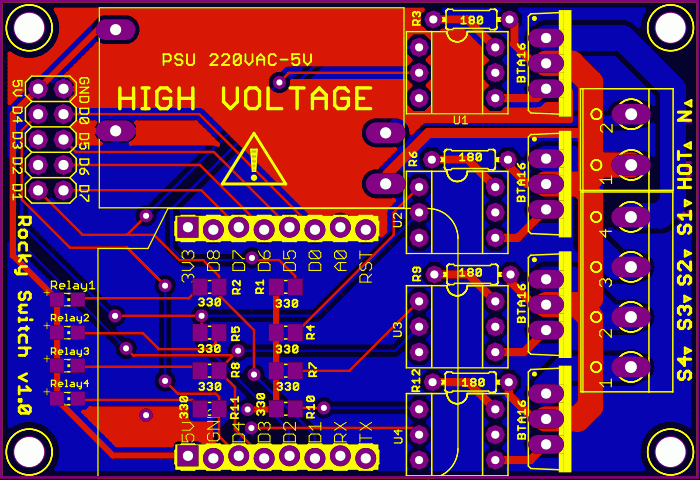 PSU 220VAC-5V
HIGH VOLTAGE
!
5V GND
D4 D0
D3 D5
D2 D6
D1 D7
R3 180 BTA16
U1
R6 180 BTA16
U2
R9 180 BTA16
U3
R12 180 BTA16
U4
2
1
4
3
2
1
S4▼ S3▼ S2▼ S1▼ HOT▲ N▲
Rocky Switch v1.0
3V3 D8 D7 D6 D5 D0 A0 RST
Relay1
Relay2
Relay3
Relay4
+
+
+
+
R2 R1
330 330
R5 R4
330 330
R8 R7
330 330
330 R11 330 R10
5V GN D4 D3 D2 D1 RX TX